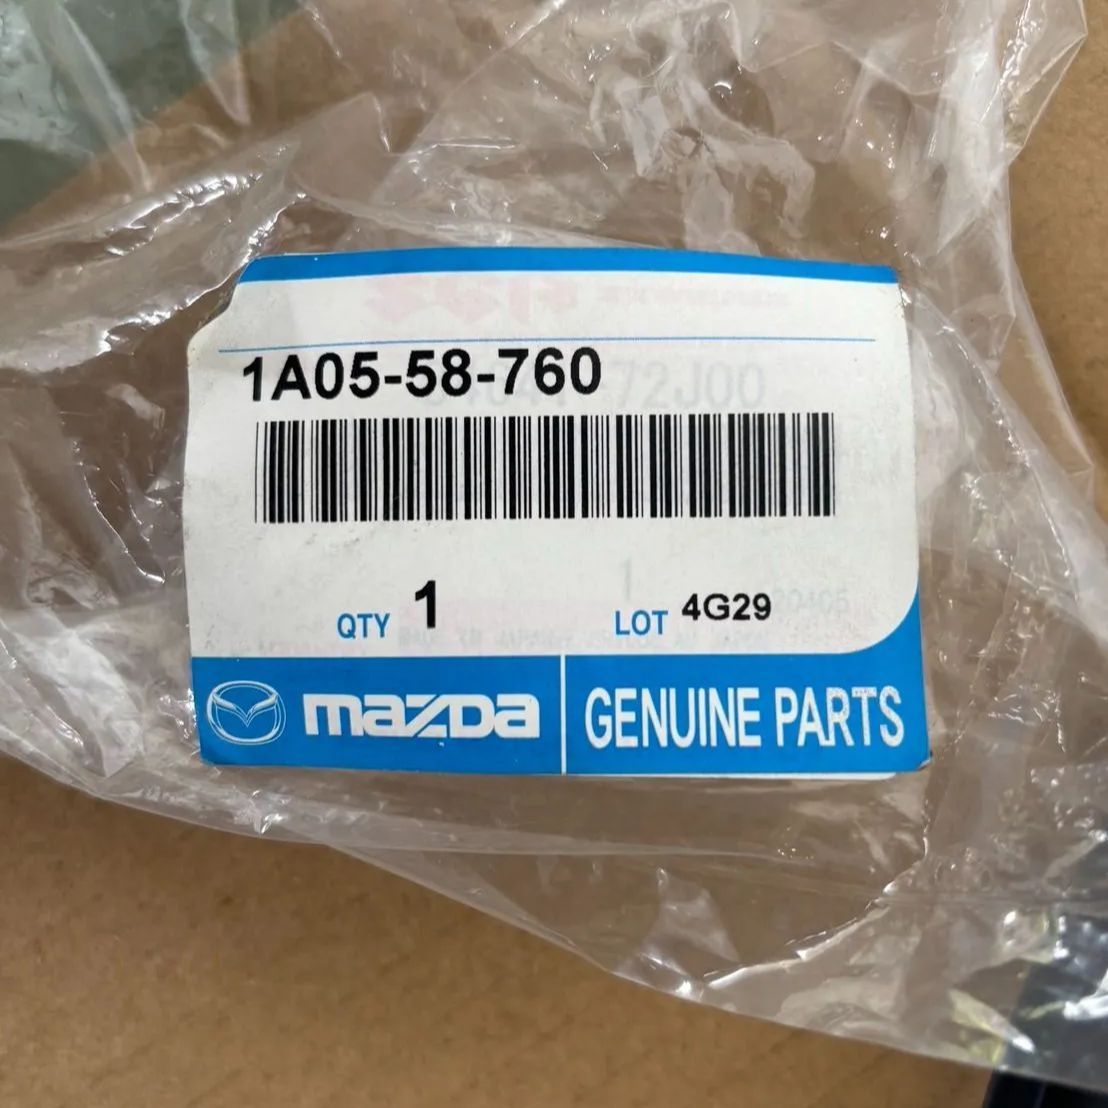 1A05-58-760
QTY 1
LOT 4G29
mazda
GENUINE PARTS